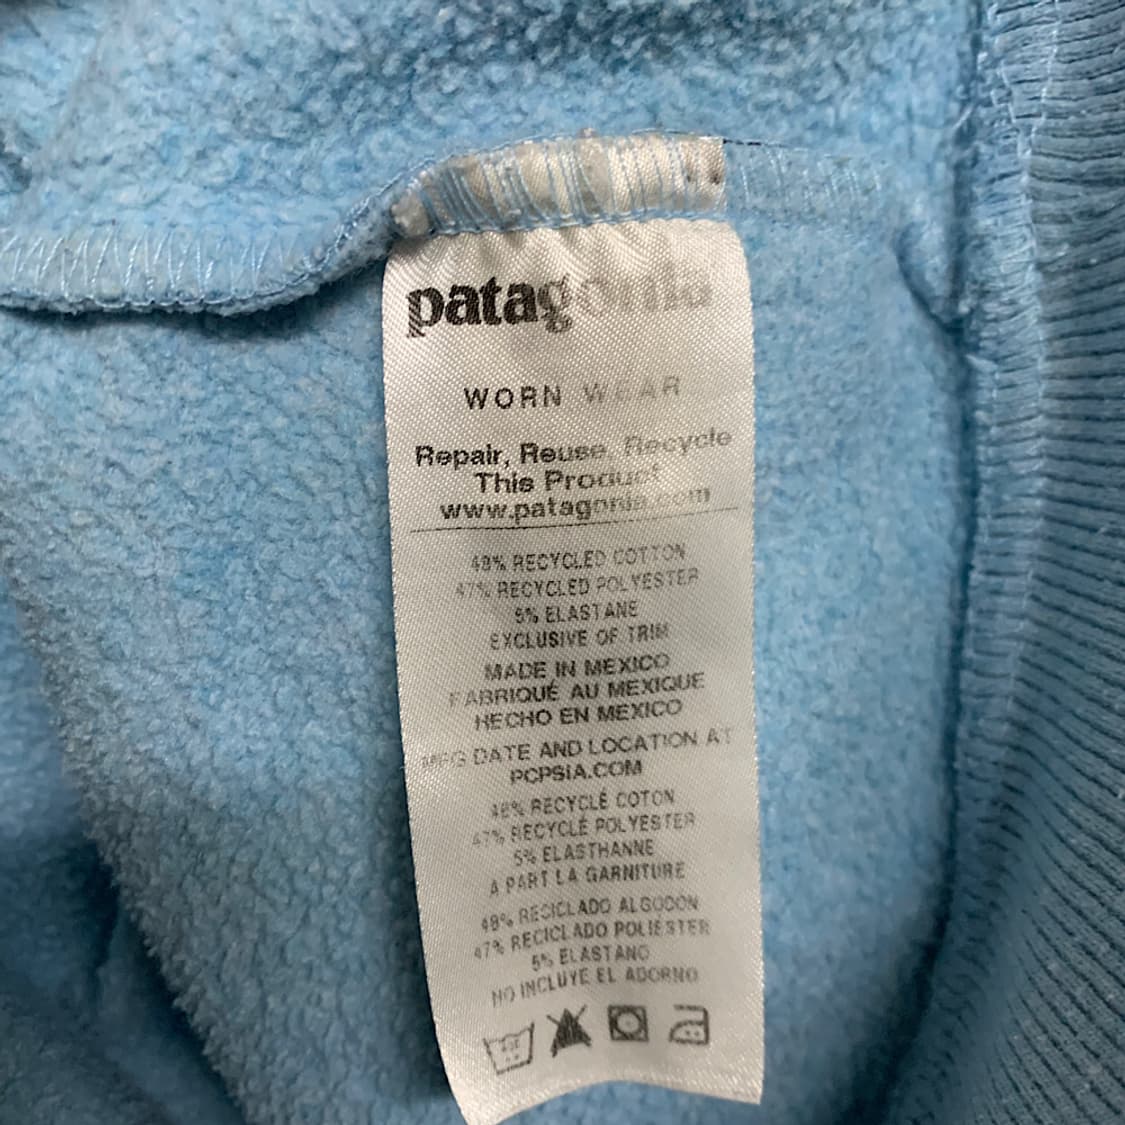 patagonia
WORN WEAR
Repair, Reuse, Recycle
This Product
www.patagonia.com
48% RECYCLED COTTON
47% RECYCLED POLYESTER
5% ELASTANE
EXCLUSIVE OF TRIM
MADE IN MEXICO
FABRIQUÉ AU MEXIQUE
HECHO EN MEXICO
MFG DATE AND LOCATION AT
PCPSIA.COM
48% RECYCLÉ COTON
47% RECYCLÉ POLYESTER
5% ELASTHANNE
A PART LA GARNITURE
48% RECICLADO ALGODON
47% RECICLADO POLIÉSTER
5% ELASTANO
NO INCLUYE EL ADORNO